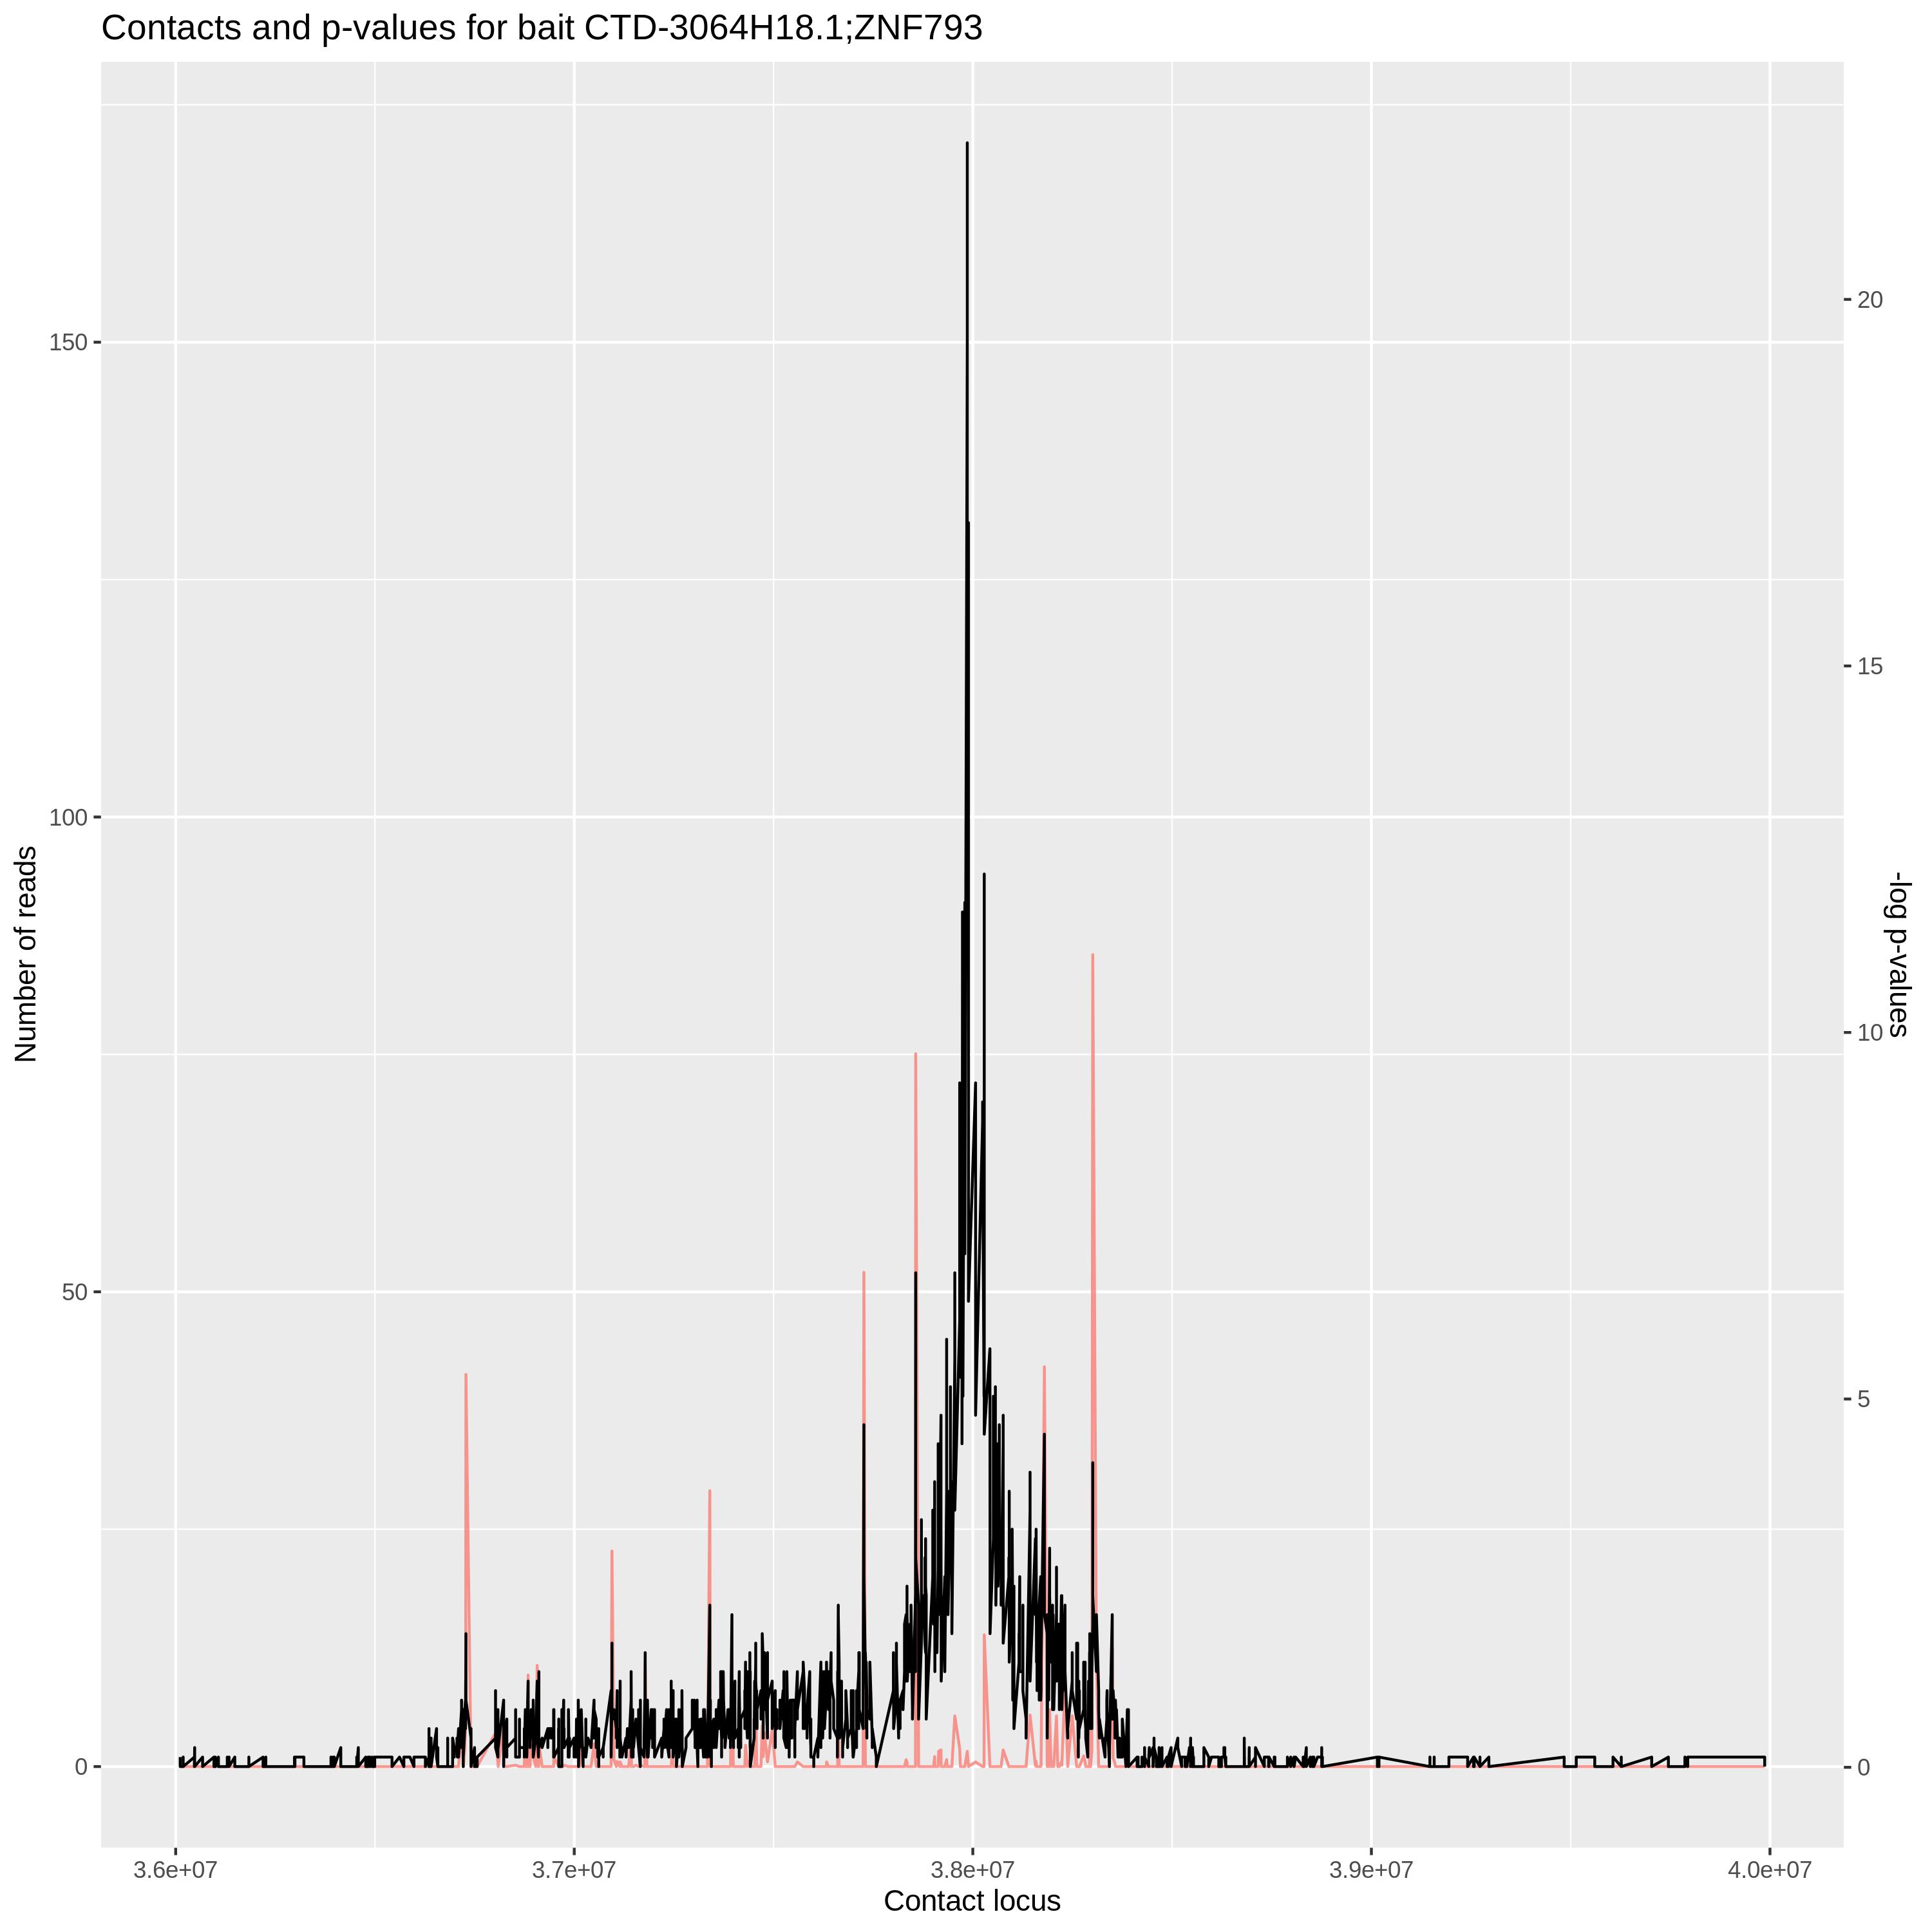 Contacts and p-values for bait CTD-3064H18.1;ZNF793
150
100
50
0
Number of reads
20
15
10
5
0
-log p-values
3.6e+07
3.7e+07
3.8e+07
3.9e+07
4.0e+07
Contact locus